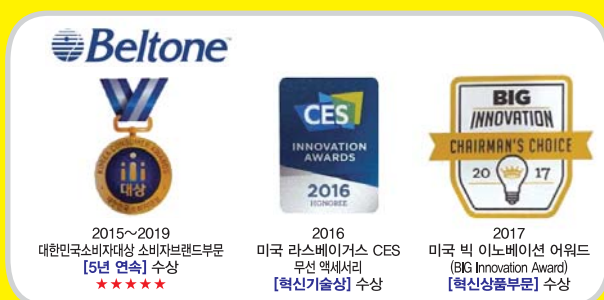 Beltone
대상
2015~2019
대한민국소비자대상 소비자브랜드부문
[5년 연속] 수상
★★★★★
CES
INNOVATION
AWARDS
2016
HONOREE
2016
미국 라스베이거스 CES
무선 액세서리
[혁신기술상] 수상
BIG
INNOVATION
CHAIRMAN'S CHOICE
20 17
2017
미국 빅 이노베이션 어워드
(BIG Innovation Award)
[혁신상품부문] 수상